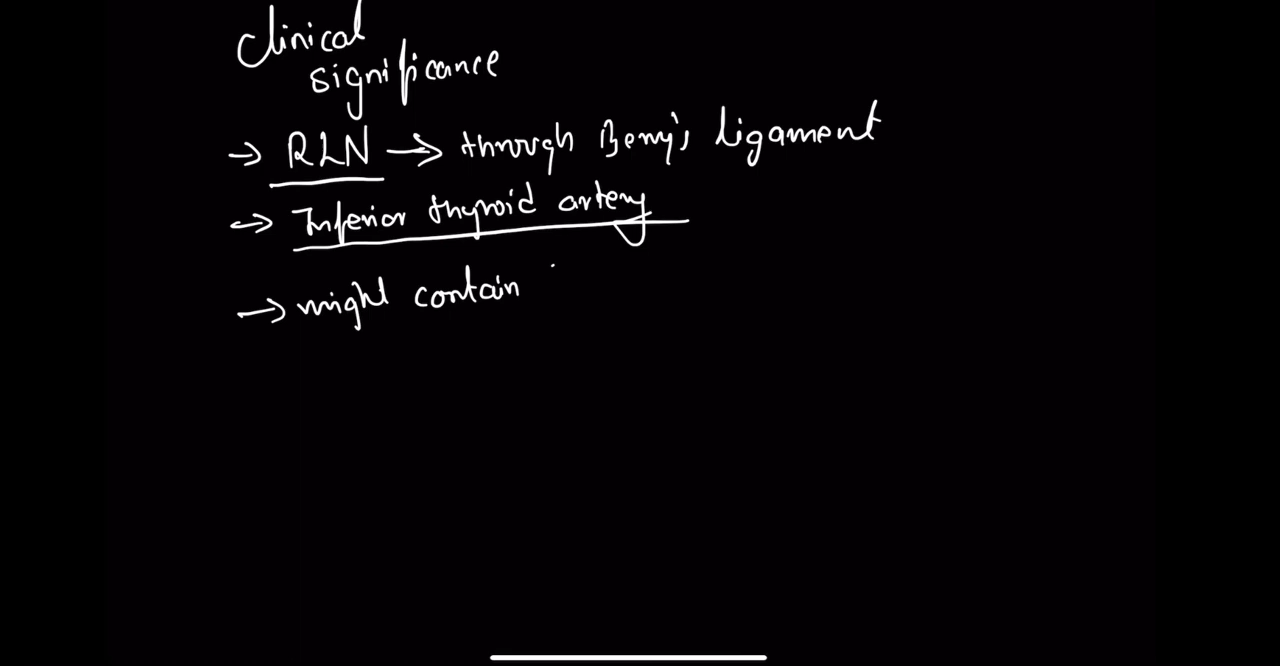 Clinical
significance
→ RLN → through Berry's Ligament
→ Inferior thyroid artery
→ might contain